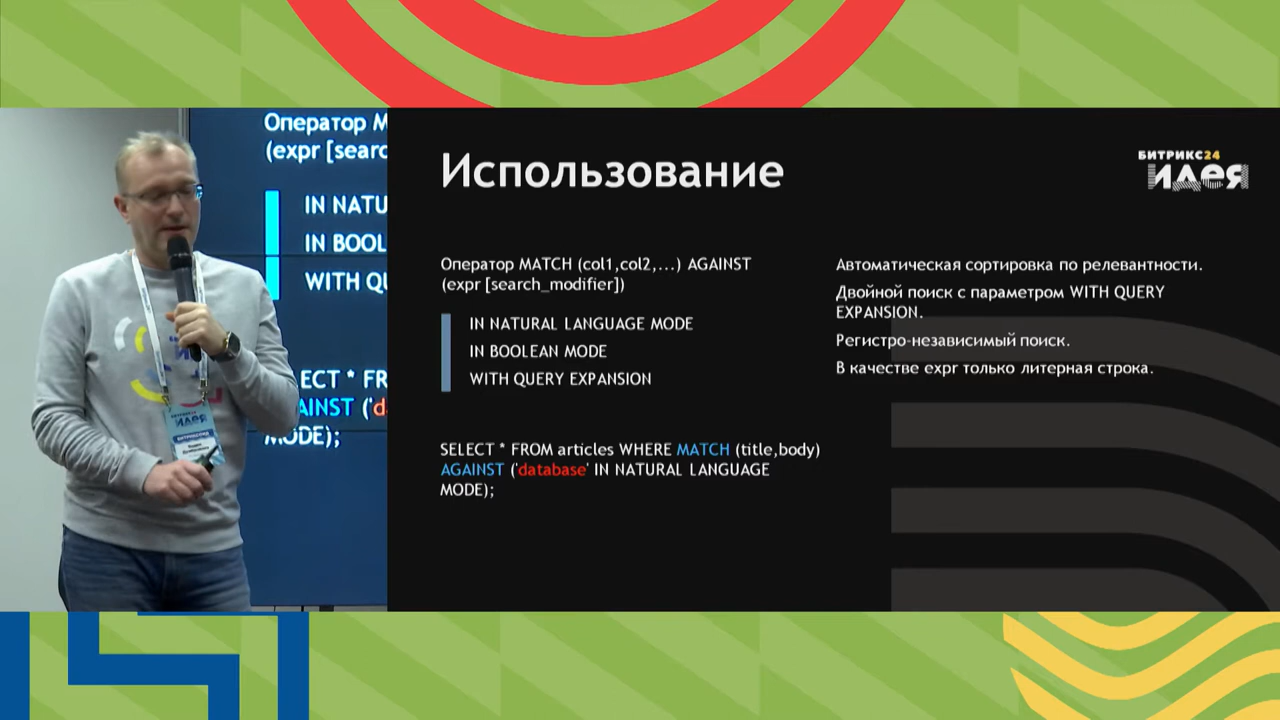 Использование
БИТРИКС24
идея
Оператор MATCH (col1,col2,...) AGAINST
(expr [search_modifier])
IN NATURAL LANGUAGE MODE
IN BOOLEAN MODE
WITH QUERY EXPANSION
SELECT * FROM articles WHERE MATCH (title,body)
AGAINST ('database' IN NATURAL LANGUAGE
MODE);
Автоматическая сортировка по релевантности.
Двойной поиск с параметром WITH QUERY
EXPANSION.
Регистро-независимый поиск.
В качестве expr только литерная строка.
Оператор М
(expr [searc
IN NATU
IN BOOL
WITH QU
ECT * FR
AINST ('d
MODE);
БИТРИКС24
идея